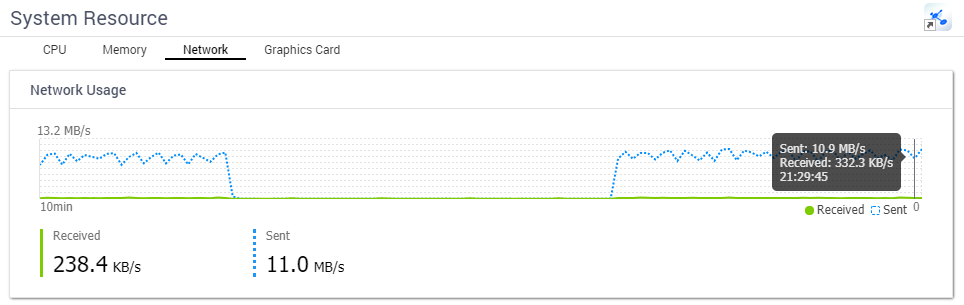 System Resource
CPU Memory Network Graphics Card
Network Usage
13.2 MB/s
Sent: 10.9 MB/s
Received: 332.3 KB/s
21:29:45
10min 0
Received Sent
Received Sent
238.4 KB/s 11.0 MB/s